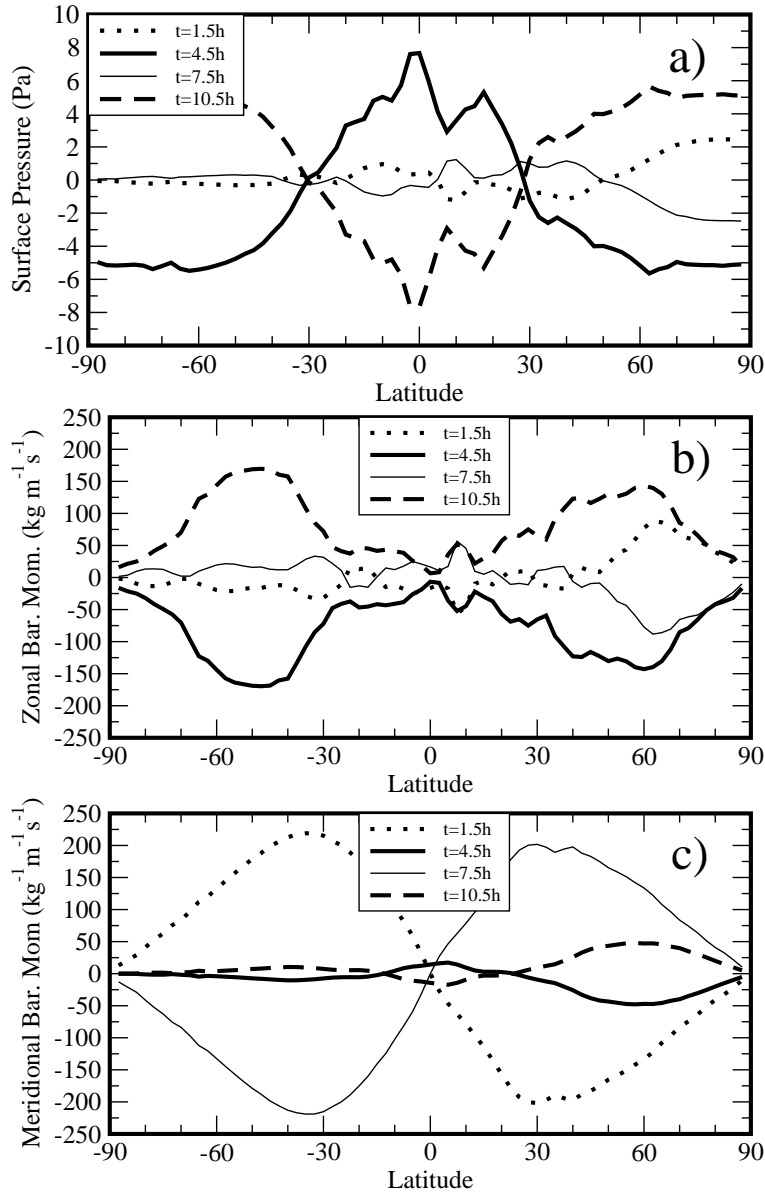 10
8
6
4
2
0
-2
-4
-6
-8
-10
Surface Pressure (Pa)
t=1.5h
t=4.5h
t=7.5h
t=10.5h
a)
-90 -60 -30 0 30 60 90
Latitude
250
200
150
100
50
0
-50
-100
-150
-200
-250
Zonal Bar. Mom. (kg m⁻¹ s⁻¹)
t=1.5h
t=4.5h
t=7.5h
t=10.5h
b)
-90 -60 -30 0 30 60 90
Latitude
250
200
150
100
50
0
-50
-100
-150
-200
-250
Meridional Bar. Mom (kg⁻¹ m⁻¹ s⁻¹)
t=1.5h
t=4.5h
t=7.5h
t=10.5h
c)
-90 -60 -30 0 30 60 90
Latitude